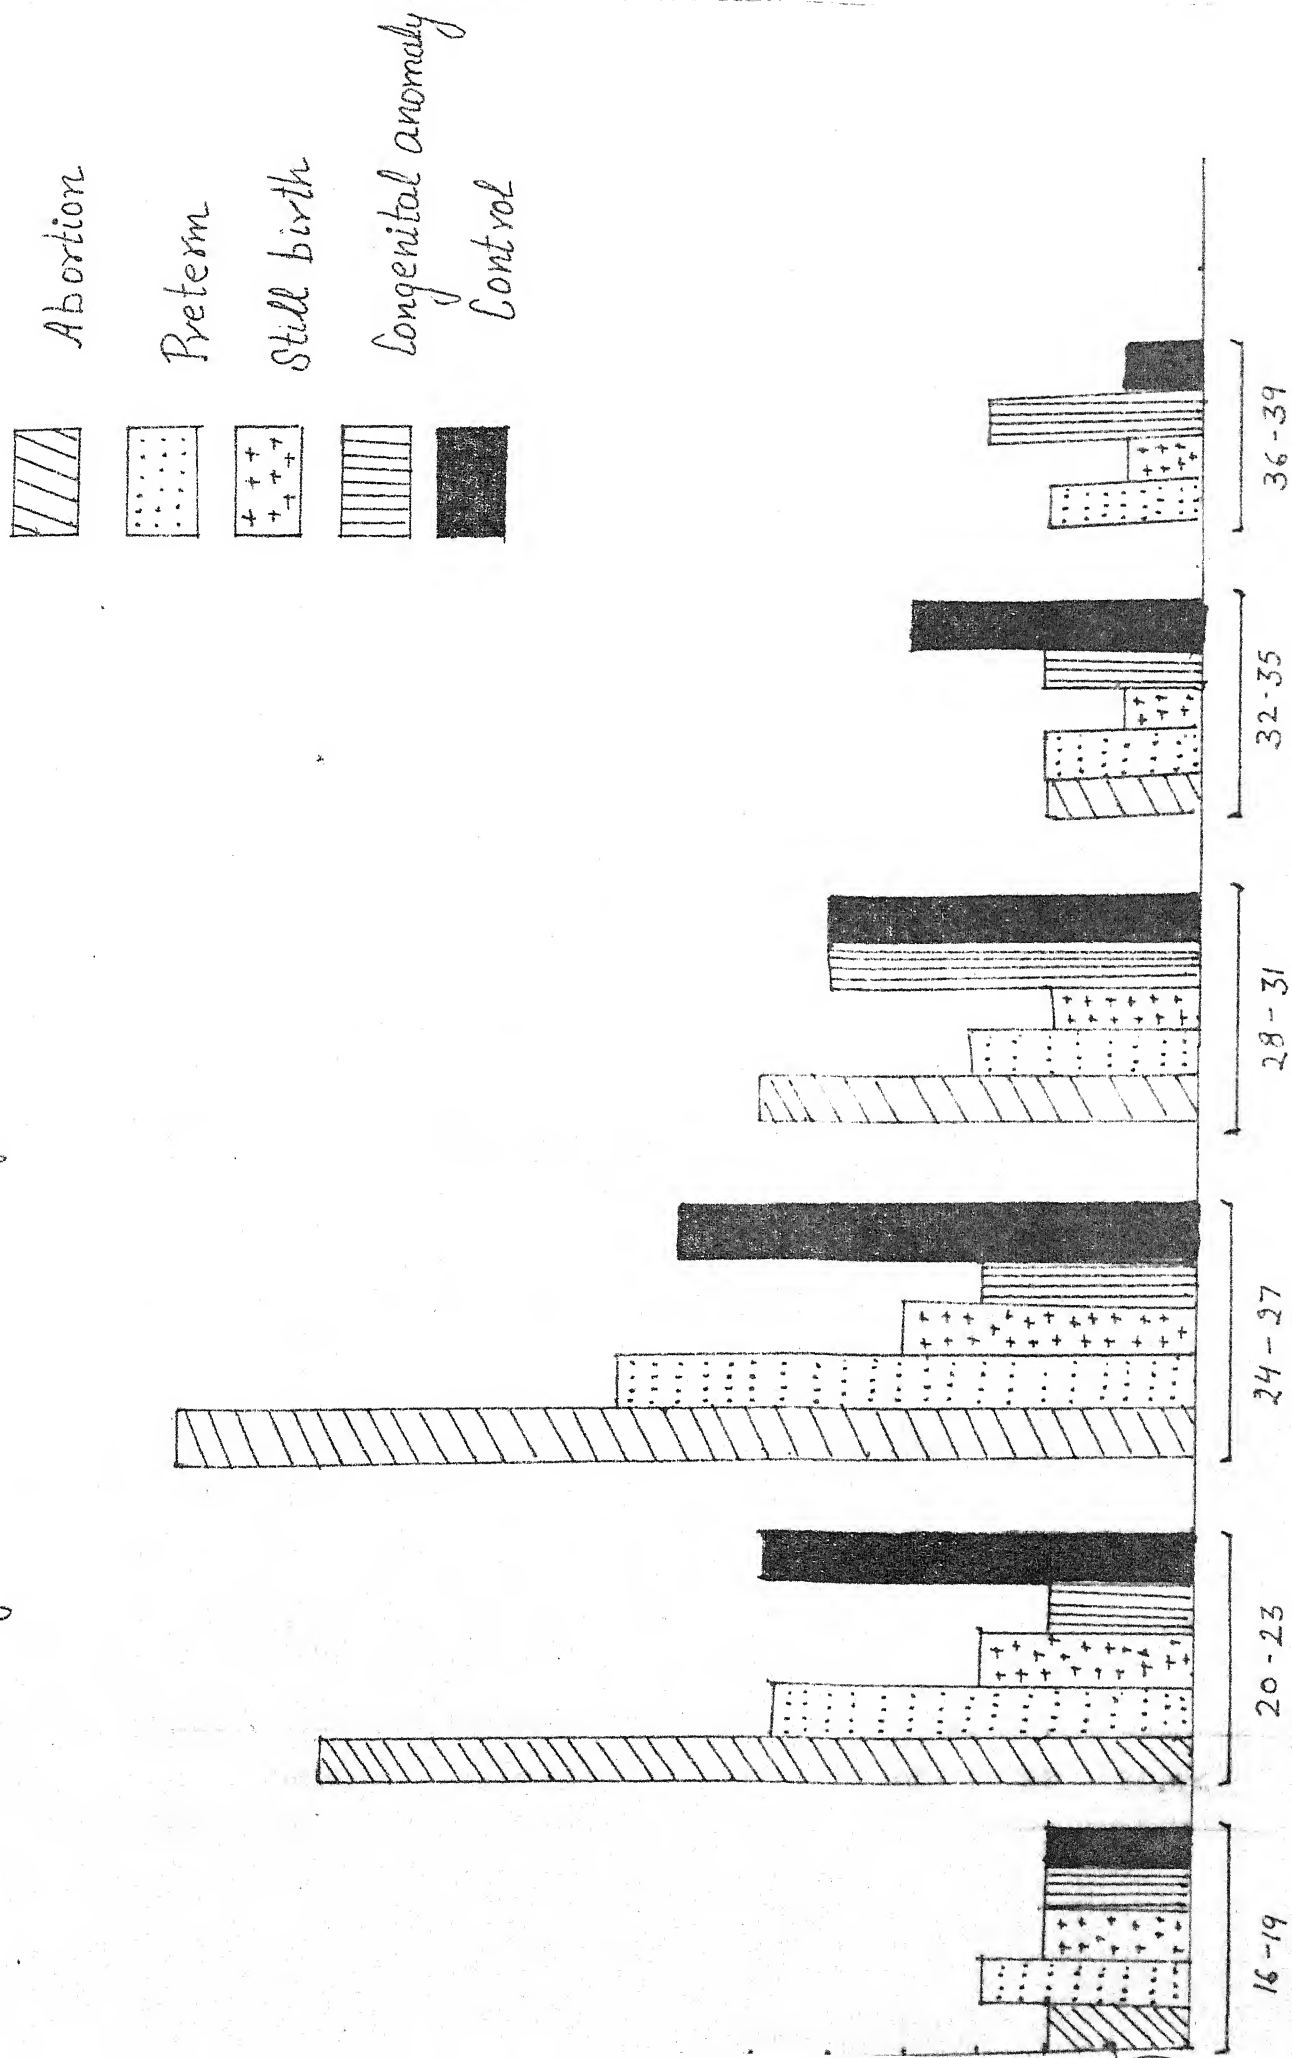 Abortion
Preterm
Still birth
Congenital anomaly
Control
16-19
20-23
24-27
28-31
32-35
36-39